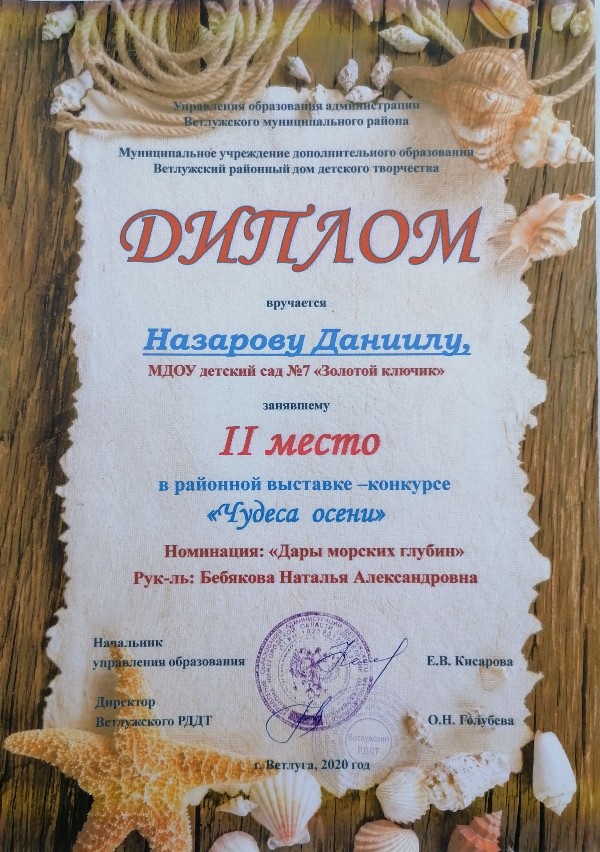 Управления образования администрации
Ветлужского муниципального района
Муниципальное учреждение дополнительного образования
Ветлужский районный дом детского творчества
ДИПЛОМ
вручается
Назарову Даниилу,
МДОУ детский сад №7 «Золотой ключик»
занявшему
II место
в районной выставке –конкурсе
«Чудеса осени»
Номинация: «Дары морских глубин»
Рук-ль: Бебякова Наталья Александровна
Начальник
управления образования Е.В. Кисарова
Директор
Ветлужского РДДТ О.Н. Голубева
Ветлужский
РДДТ
г. Ветлуга, 2020 год